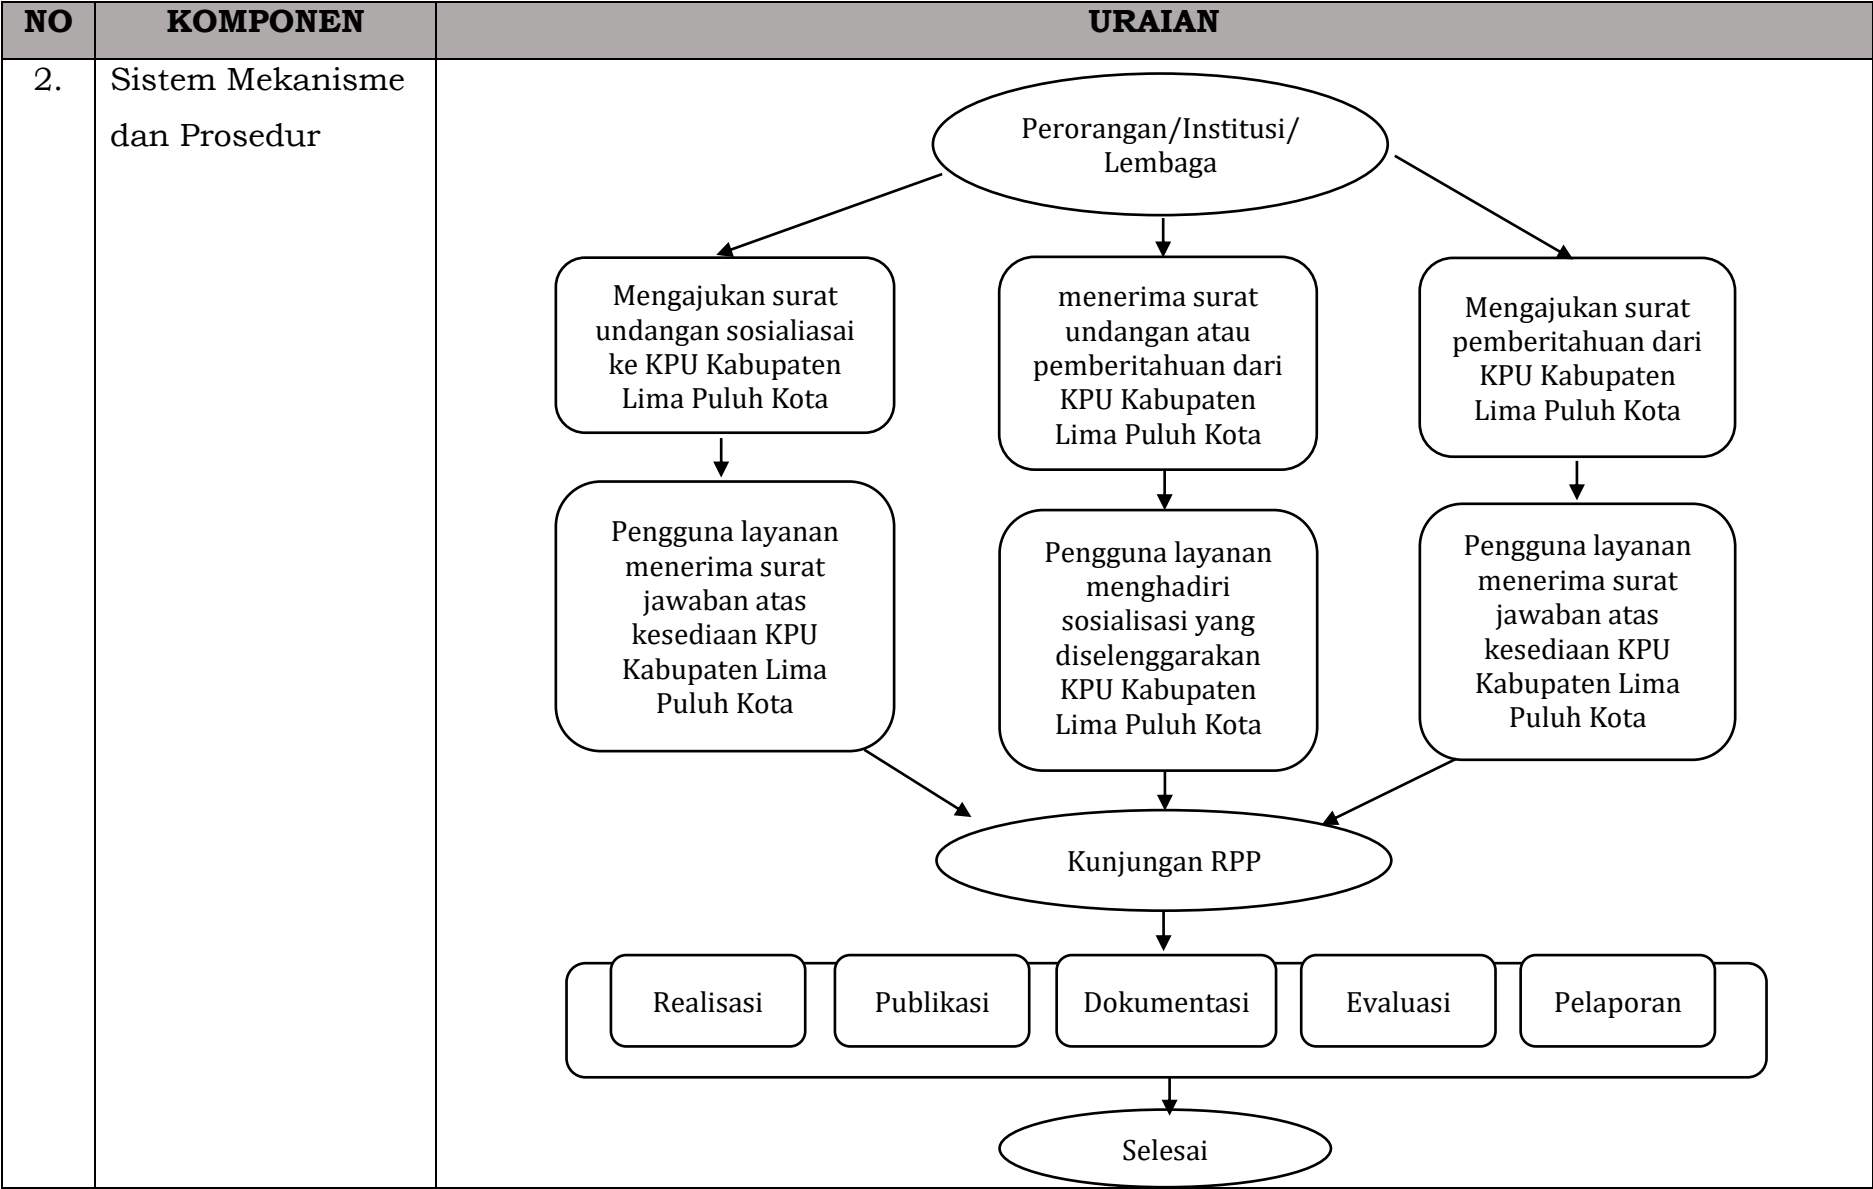 NO KOMPONEN URAIAN
2. Sistem Mekanisme
dan Prosedur
Perorangan/Institusi/
Lembaga
Mengajukan surat
undangan sosialiasai
ke KPU Kabupaten
Lima Puluh Kota
menerima surat
undangan atau
pemberitahuan dari
KPU Kabupaten
Lima Puluh Kota
Mengajukan surat
pemberitahuan dari
KPU Kabupaten
Lima Puluh Kota
Pengguna layanan
menerima surat
jawaban atas
kesediaan KPU
Kabupaten Lima
Puluh Kota
Pengguna layanan
menghadiri
sosialisasi yang
diselenggarakan
KPU Kabupaten
Lima Puluh Kota
Pengguna layanan
menerima surat
jawaban atas
kesediaan KPU
Kabupaten Lima
Puluh Kota
Kunjungan RPP
Realisasi
Publikasi
Dokumentasi
Evaluasi
Pelaporan
Selesai